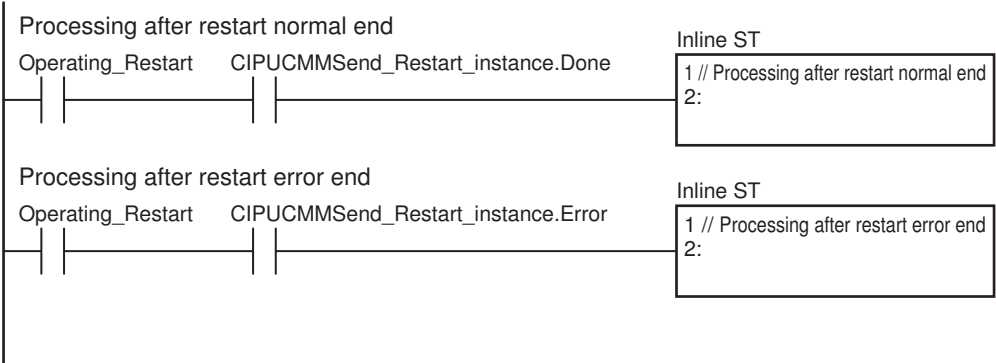 Processing after restart normal end
Operating_Restart CIPUCMMSend_Restart_instance.Done
Inline ST
1 // Processing after restart normal end
2:
Processing after restart error end
Operating_Restart CIPUCMMSend_Restart_instance.Error
Inline ST
1 // Processing after restart error end
2: